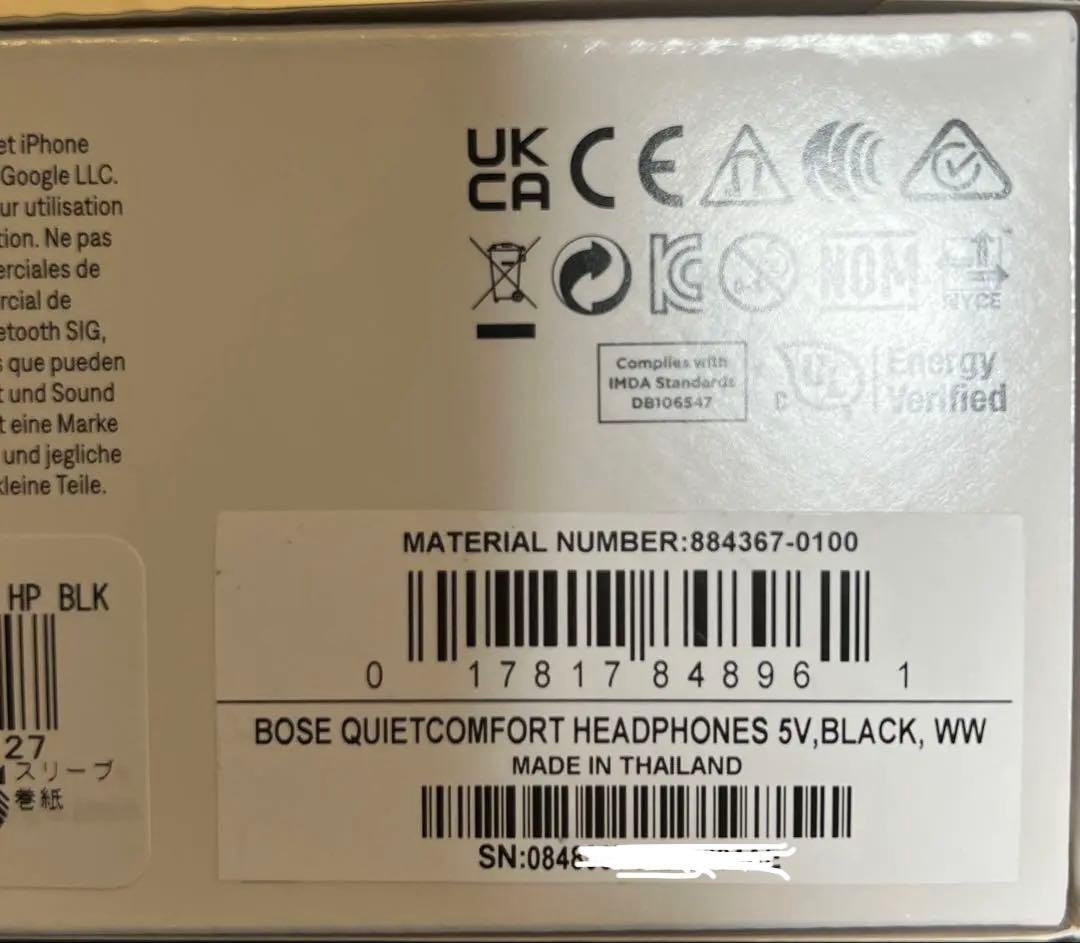 et iPhone
Google LLC.
ur utilisation
tion. Ne pas
erciales de
rcial de
etooth SIG,
s que pueden
t und Sound
t eine Marke
und jegliche
kleine Teile.
UK
CA
CE
NOM
NYCE
Complies with
IMDA Standards
DB106547
C UL
Energy
Verified
HP BLK
27
スリーブ
巻紙
MATERIAL NUMBER:884367-0100
0 17817 84896 1
BOSE QUIETCOMFORT HEADPHONES 5V,BLACK, WW
MADE IN THAILAND
SN:0848